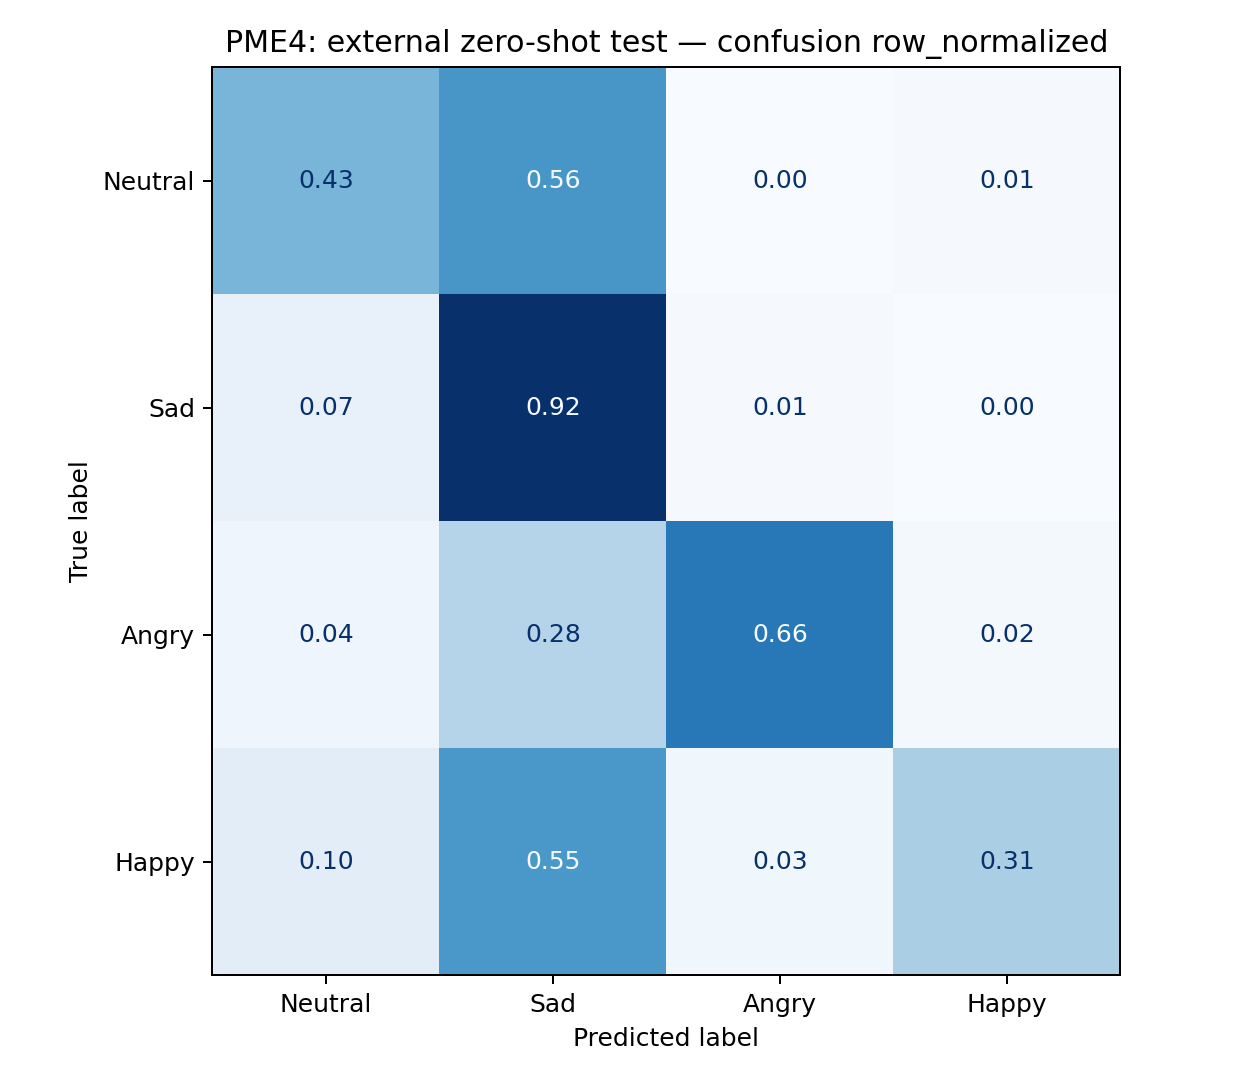 PME4: external zero-shot test — confusion row_normalized
Neutral 0.43 0.56 0.00 0.01
Sad 0.07 0.92 0.01 0.00
Angry 0.04 0.28 0.66 0.02
Happy 0.10 0.55 0.03 0.31
True label
Neutral Sad Angry Happy
Predicted label